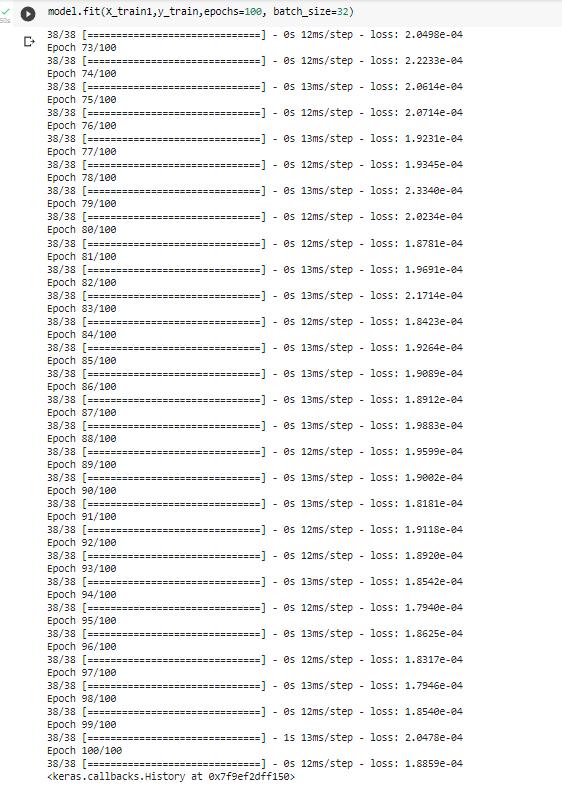 model.fit(X_train1,y_train,epochs=100, batch_size=32)
50s
38/38 [==============================] - 0s 12ms/step - loss: 2.0498e-04
Epoch 73/100
38/38 [==============================] - 0s 12ms/step - loss: 2.2233e-04
Epoch 74/100
38/38 [==============================] - 0s 13ms/step - loss: 2.0614e-04
Epoch 75/100
38/38 [==============================] - 0s 12ms/step - loss: 2.0714e-04
Epoch 76/100
38/38 [==============================] - 0s 13ms/step - loss: 1.9231e-04
Epoch 77/100
38/38 [==============================] - 0s 12ms/step - loss: 1.9345e-04
Epoch 78/100
38/38 [==============================] - 0s 13ms/step - loss: 2.3340e-04
Epoch 79/100
38/38 [==============================] - 0s 12ms/step - loss: 2.0234e-04
Epoch 80/100
38/38 [==============================] - 0s 12ms/step - loss: 1.8781e-04
Epoch 81/100
38/38 [==============================] - 0s 13ms/step - loss: 1.9691e-04
Epoch 82/100
38/38 [==============================] - 0s 13ms/step - loss: 2.1714e-04
Epoch 83/100
38/38 [==============================] - 0s 12ms/step - loss: 1.8423e-04
Epoch 84/100
38/38 [==============================] - 0s 13ms/step - loss: 1.9264e-04
Epoch 85/100
38/38 [==============================] - 0s 13ms/step - loss: 1.9089e-04
Epoch 86/100
38/38 [==============================] - 0s 13ms/step - loss: 1.8912e-04
Epoch 87/100
38/38 [==============================] - 0s 13ms/step - loss: 1.9883e-04
Epoch 88/100
38/38 [==============================] - 0s 12ms/step - loss: 1.9599e-04
Epoch 89/100
38/38 [==============================] - 0s 13ms/step - loss: 1.9002e-04
Epoch 90/100
38/38 [==============================] - 0s 13ms/step - loss: 1.8181e-04
Epoch 91/100
38/38 [==============================] - 0s 12ms/step - loss: 1.9118e-04
Epoch 92/100
38/38 [==============================] - 0s 12ms/step - loss: 1.8920e-04
Epoch 93/100
38/38 [==============================] - 0s 13ms/step - loss: 1.8542e-04
Epoch 94/100
38/38 [==============================] - 0s 12ms/step - loss: 1.7940e-04
Epoch 95/100
38/38 [==============================] - 0s 13ms/step - loss: 1.8625e-04
Epoch 96/100
38/38 [==============================] - 0s 12ms/step - loss: 1.8317e-04
Epoch 97/100
38/38 [==============================] - 0s 13ms/step - loss: 1.7946e-04
Epoch 98/100
38/38 [==============================] - 0s 12ms/step - loss: 1.8540e-04
Epoch 99/100
38/38 [==============================] - 1s 13ms/step - loss: 2.0478e-04
Epoch 100/100
38/38 [==============================] - 0s 12ms/step - loss: 1.8859e-04
<keras.callbacks.History at 0x7f9ef2dff150>